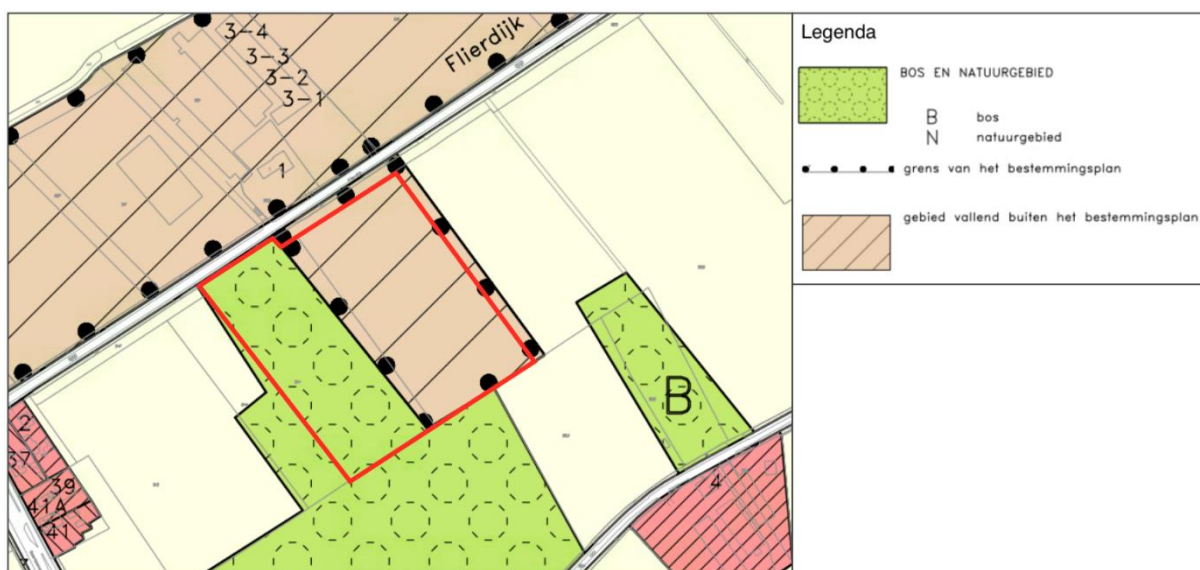 3-4
3-3
3-2
3-1
Flierdijk
1
2
37
39
41A
41
B
4
Legenda
BOS EN NATUURGEBIED
B bos
N natuurgebied
grens van het bestemmingsplan
gebied vallend buiten het bestemmingsplan